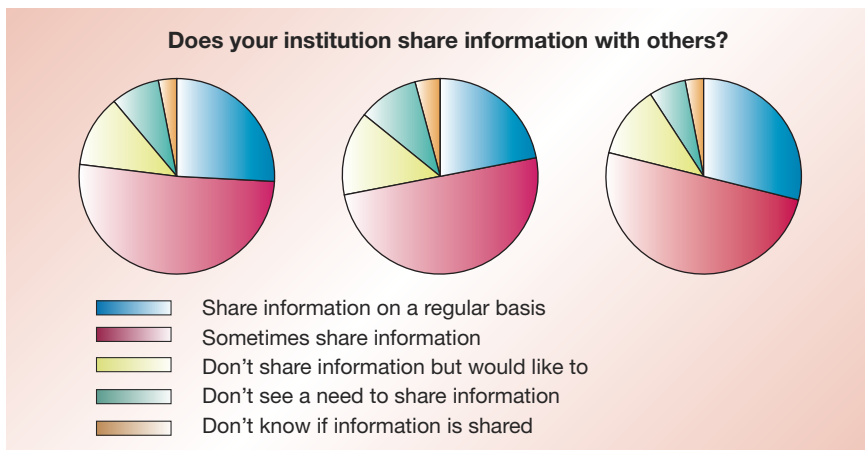 Does your institution share information with others?
Share information on a regular basis
Sometimes share information
Don’t share information but would like to
Don’t see a need to share information
Don’t know if information is shared